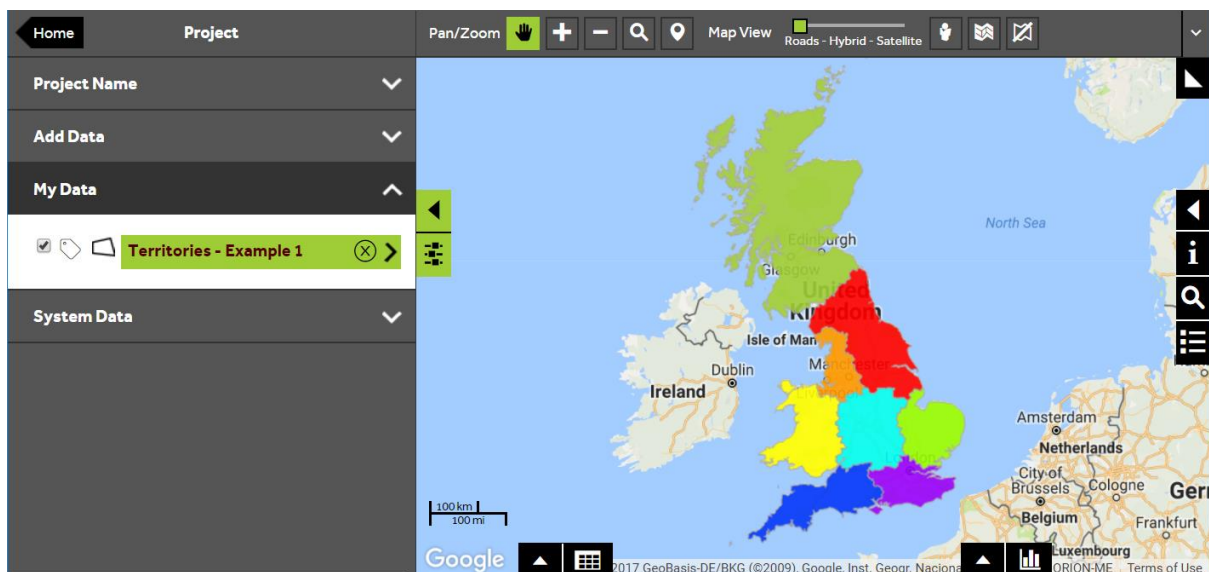 Home
Project
Pan/Zoom
Map View
Roads - Hybrid - Satellite
Project Name
Add Data
My Data
Territories - Example 1
System Data
North Sea
Edinburgh
Glasgow
United
Kingdom
Isle of Man
Manchester
Dublin
Liverpool
Ireland
London
Amsterdam
Netherlands
City of
Brussels
Cologne
Ger
Belgium
Frankfurt
Luxembourg
100 km
100 mi
Google
2017 GeoBasis-DE/BKG (©2009), Google, Inst. Geogr. Naciona
ORION-ME
Terms of Use